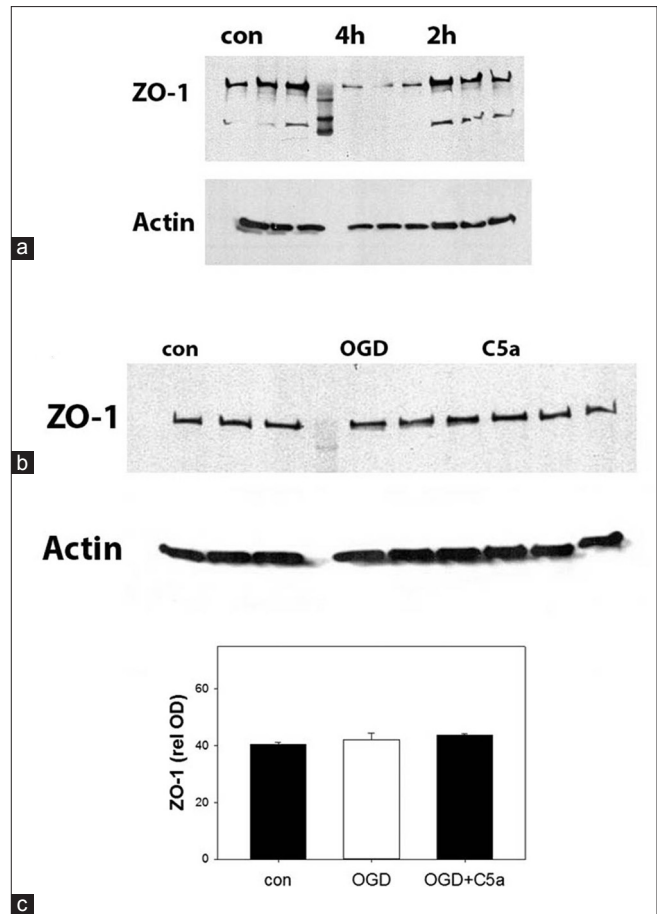 con 4h 2h
ZO-1
Actin
a
con OGD C5a
ZO-1
b
Actin
60
40
20
0
ZO-1 (rel OD)
con OGD OGD+C5a
c